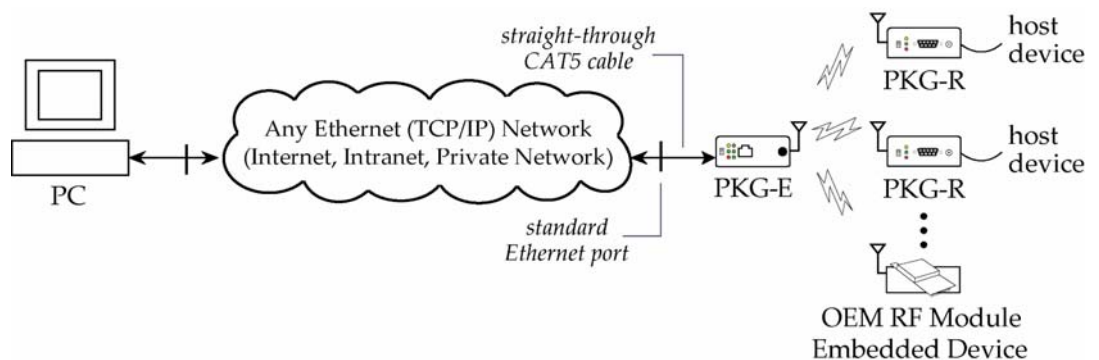 straight-through
CAT5 cable
host
device
PKG-R
Any Ethernet (TCP/IP) Network
(Internet, Intranet, Private Network)
PC
PKG-E
host
device
PKG-R
standard
Ethernet port
OEM RF Module
Embedded Device